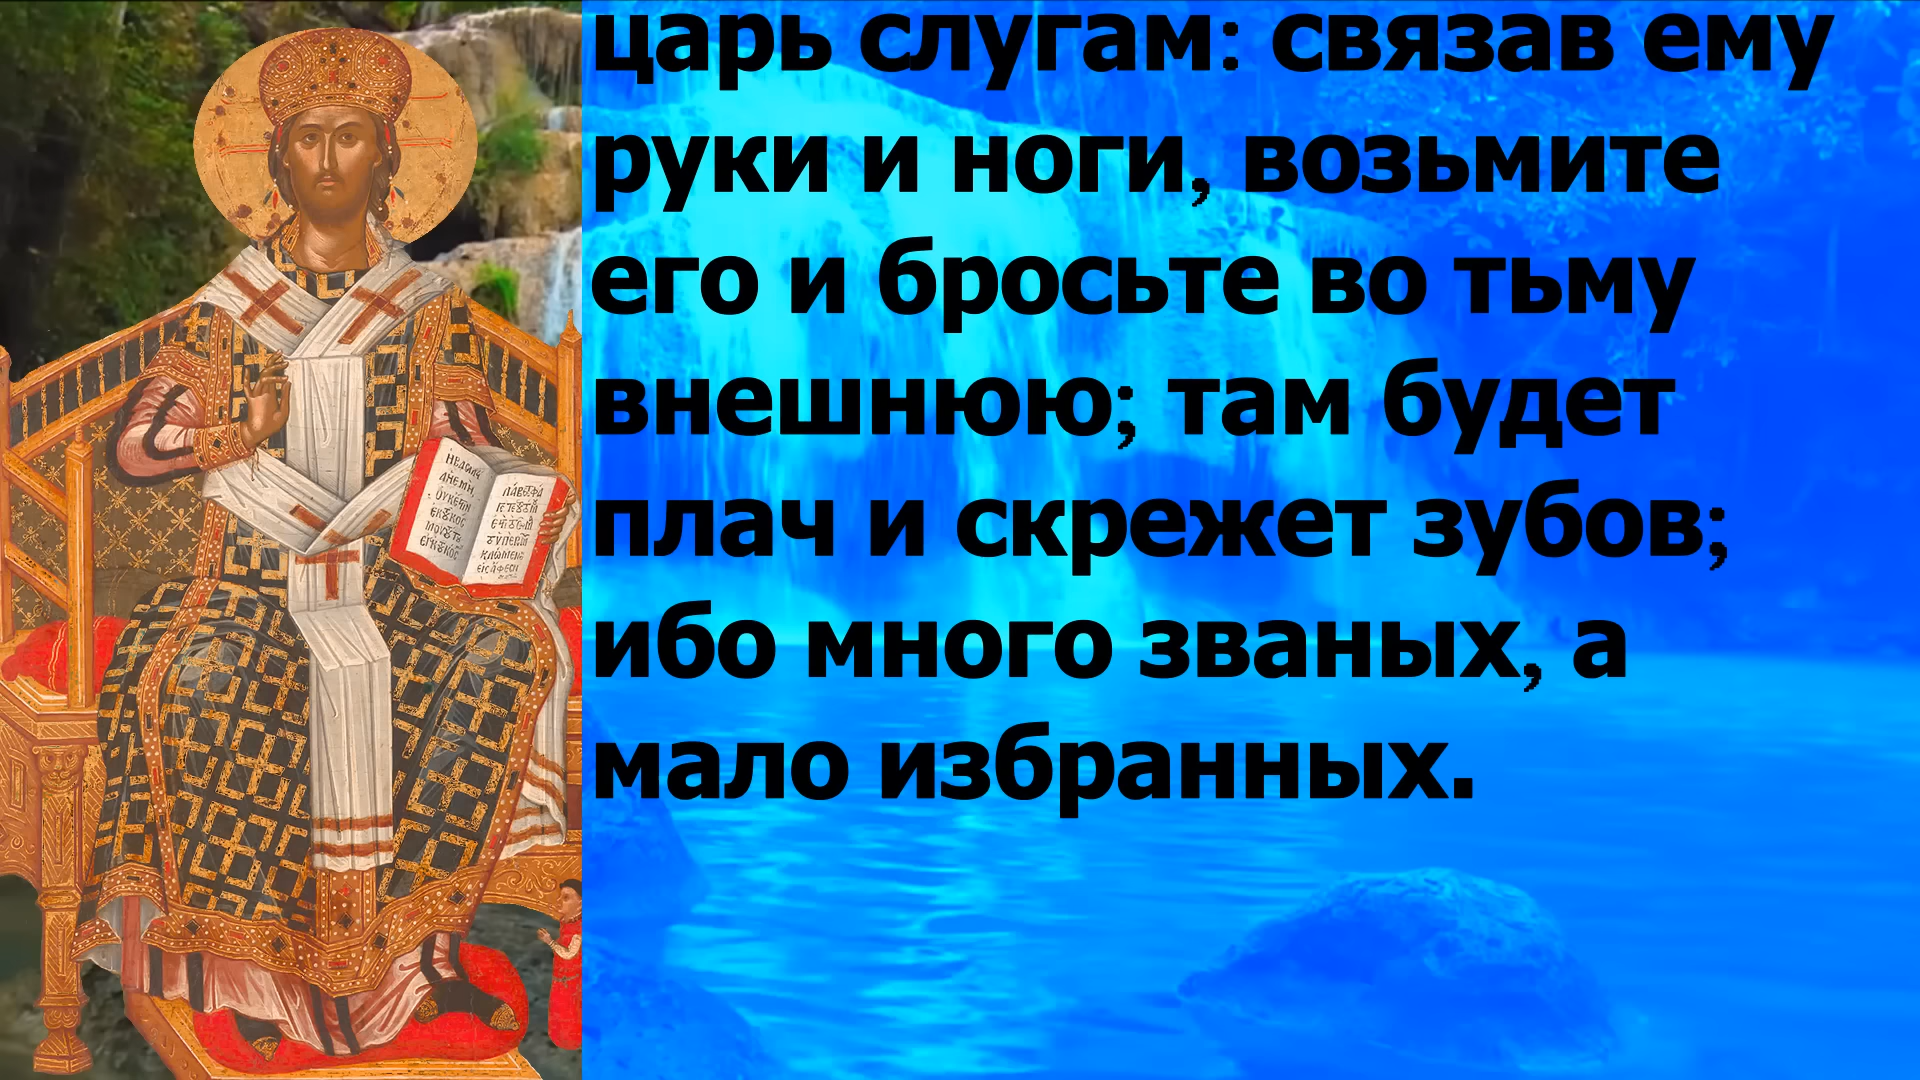 царь слугам: связав ему
руки и ноги, возьмите
его и бросьте во тьму
внешнюю; там будет
плач и скрежет зубов;
ибо много званых, а
мало избранных.